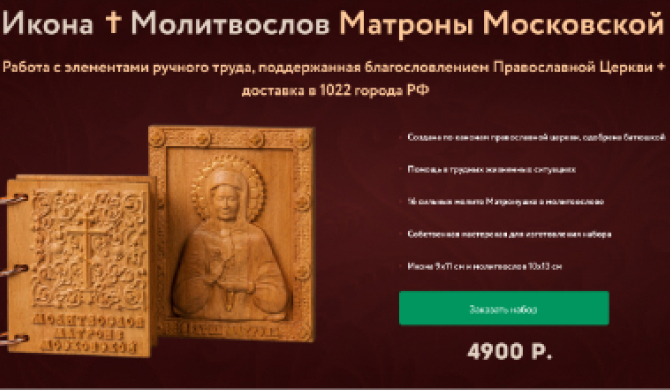 Икона ✝ Молитвослов Матроны Московской
Работа с элементами ручного труда, поддержанная благословлением Православной Церкви +
доставка в 1022 города РФ
Создана по канонам православной церкви, одобрена батюшкой
Помощь в трудных жизненных ситуациях
16 сильных молитв Матронушке в молитвослове
Собственная мастерская для изготовления набора
Икона 9х11 см и молитвослов 10х13 см
МОЛИТВОСЛОВ
МАТРОНЕ
МОСКОВСКОЙ
Заказать набор
4900 Р.